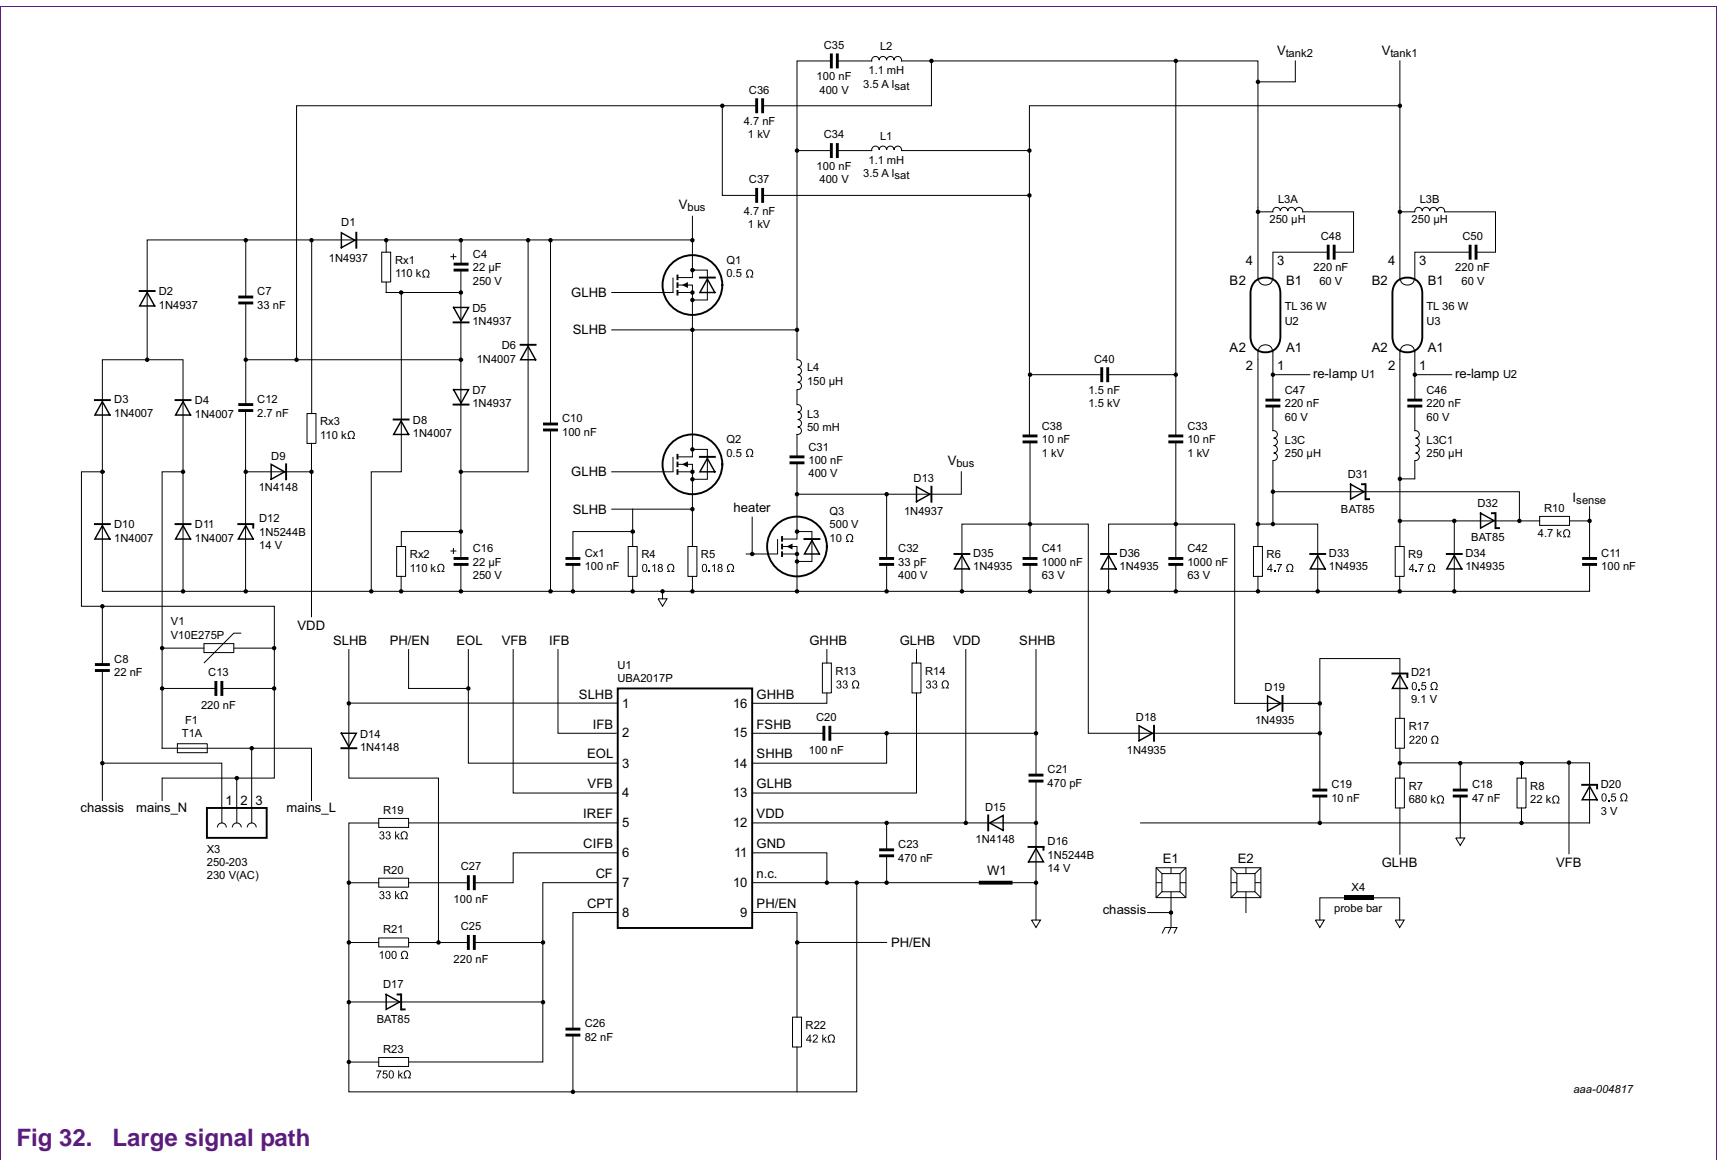 C35
100 nF
400 V
L2
1.1 mH
3.5 A Isat
Vtank2
Vtank1
C36
4.7 nF
1 kV
C34
100 nF
400 V
L1
1.1 mH
3.5 A Isat
C37
4.7 nF
1 kV
Vbus
L3A
250 µH
C48
220 nF
60 V
L3B
250 µH
C50
220 nF
60 V
D1
1N4937
Rx1
110 kΩ
C4
+
22 µF
250 V
Q1
0.5 Ω
GLHB
SLHB
D2
1N4937
C7
33 nF
D5
1N4937
D6
1N4007
4
3
B2
B1
TL 36 W
U2
A2
A1
2
1
re-lamp U1
4
3
B2
B1
TL 36 W
U3
A2
A1
2
1
re-lamp U2
L4
150 µH
L3
50 mH
C31
100 nF
400 V
C40
1.5 nF
1.5 kV
D3
1N4007
D4
1N4007
C12
2.7 nF
Rx3
110 kΩ
D7
1N4937
D8
1N4007
C10
100 nF
Q2
0.5 Ω
GLHB
SLHB
C38
10 nF
1 kV
C33
10 nF
1 kV
C47
220 nF
60 V
L3C
250 µH
C46
220 nF
60 V
L3C1
250 µH
D9
1N4148
D13
1N4937
Vbus
D31
BAT85
D32
BAT85
R10
4.7 kΩ
Isense
heater
Q3
500 V
10 Ω
D10
1N4007
D11
1N4007
D12
1N5244B
14 V
Rx2
110 kΩ
C16
+
22 µF
250 V
Cx1
100 nF
R4
0.18 Ω
R5
0.18 Ω
C32
33 pF
400 V
D35
1N4935
C41
1000 nF
63 V
D36
1N4935
C42
1000 nF
63 V
R6
4.7 Ω
D33
1N4935
R9
4.7 Ω
D34
1N4935
C11
100 nF
VDD
V1
V10E275P
C8
22 nF
C13
220 nF
F1
T1A
chassis
mains_N
1
2
3
mains_L
X3
250-203
230 V(AC)
SLHB
PH/EN
EOL
VFB
IFB
GHHB
GLHB
VDD
SHHB
U1
UBA2017P
R13
33 Ω
R14
33 Ω
SLHB
1
IFB
2
EOL
3
VFB
4
IREF
5
CIFB
6
CF
7
CPT
8
16
GHHB
15
FSHB
14
SHHB
13
GLHB
12
VDD
11
GND
10
n.c.
9
PH/EN
D14
1N4148
C20
100 nF
C21
470 pF
D15
1N4148
D16
1N5244B
14 V
C23
470 nF
W1
R19
33 kΩ
R20
33 kΩ
C27
100 nF
R21
100 Ω
C25
220 nF
D17
BAT85
R23
750 kΩ
C26
82 nF
R22
42 kΩ
PH/EN
D18
1N4935
D19
1N4935
D21
0.5 Ω
9.1 V
R17
220 Ω
C19
10 nF
R7
680 kΩ
C18
47 nF
R8
22 kΩ
D20
0.5 Ω
3 V
GLHB
VFB
E1
E2
chassis
X4
probe bar
aaa-004817
Fig 32. Large signal path